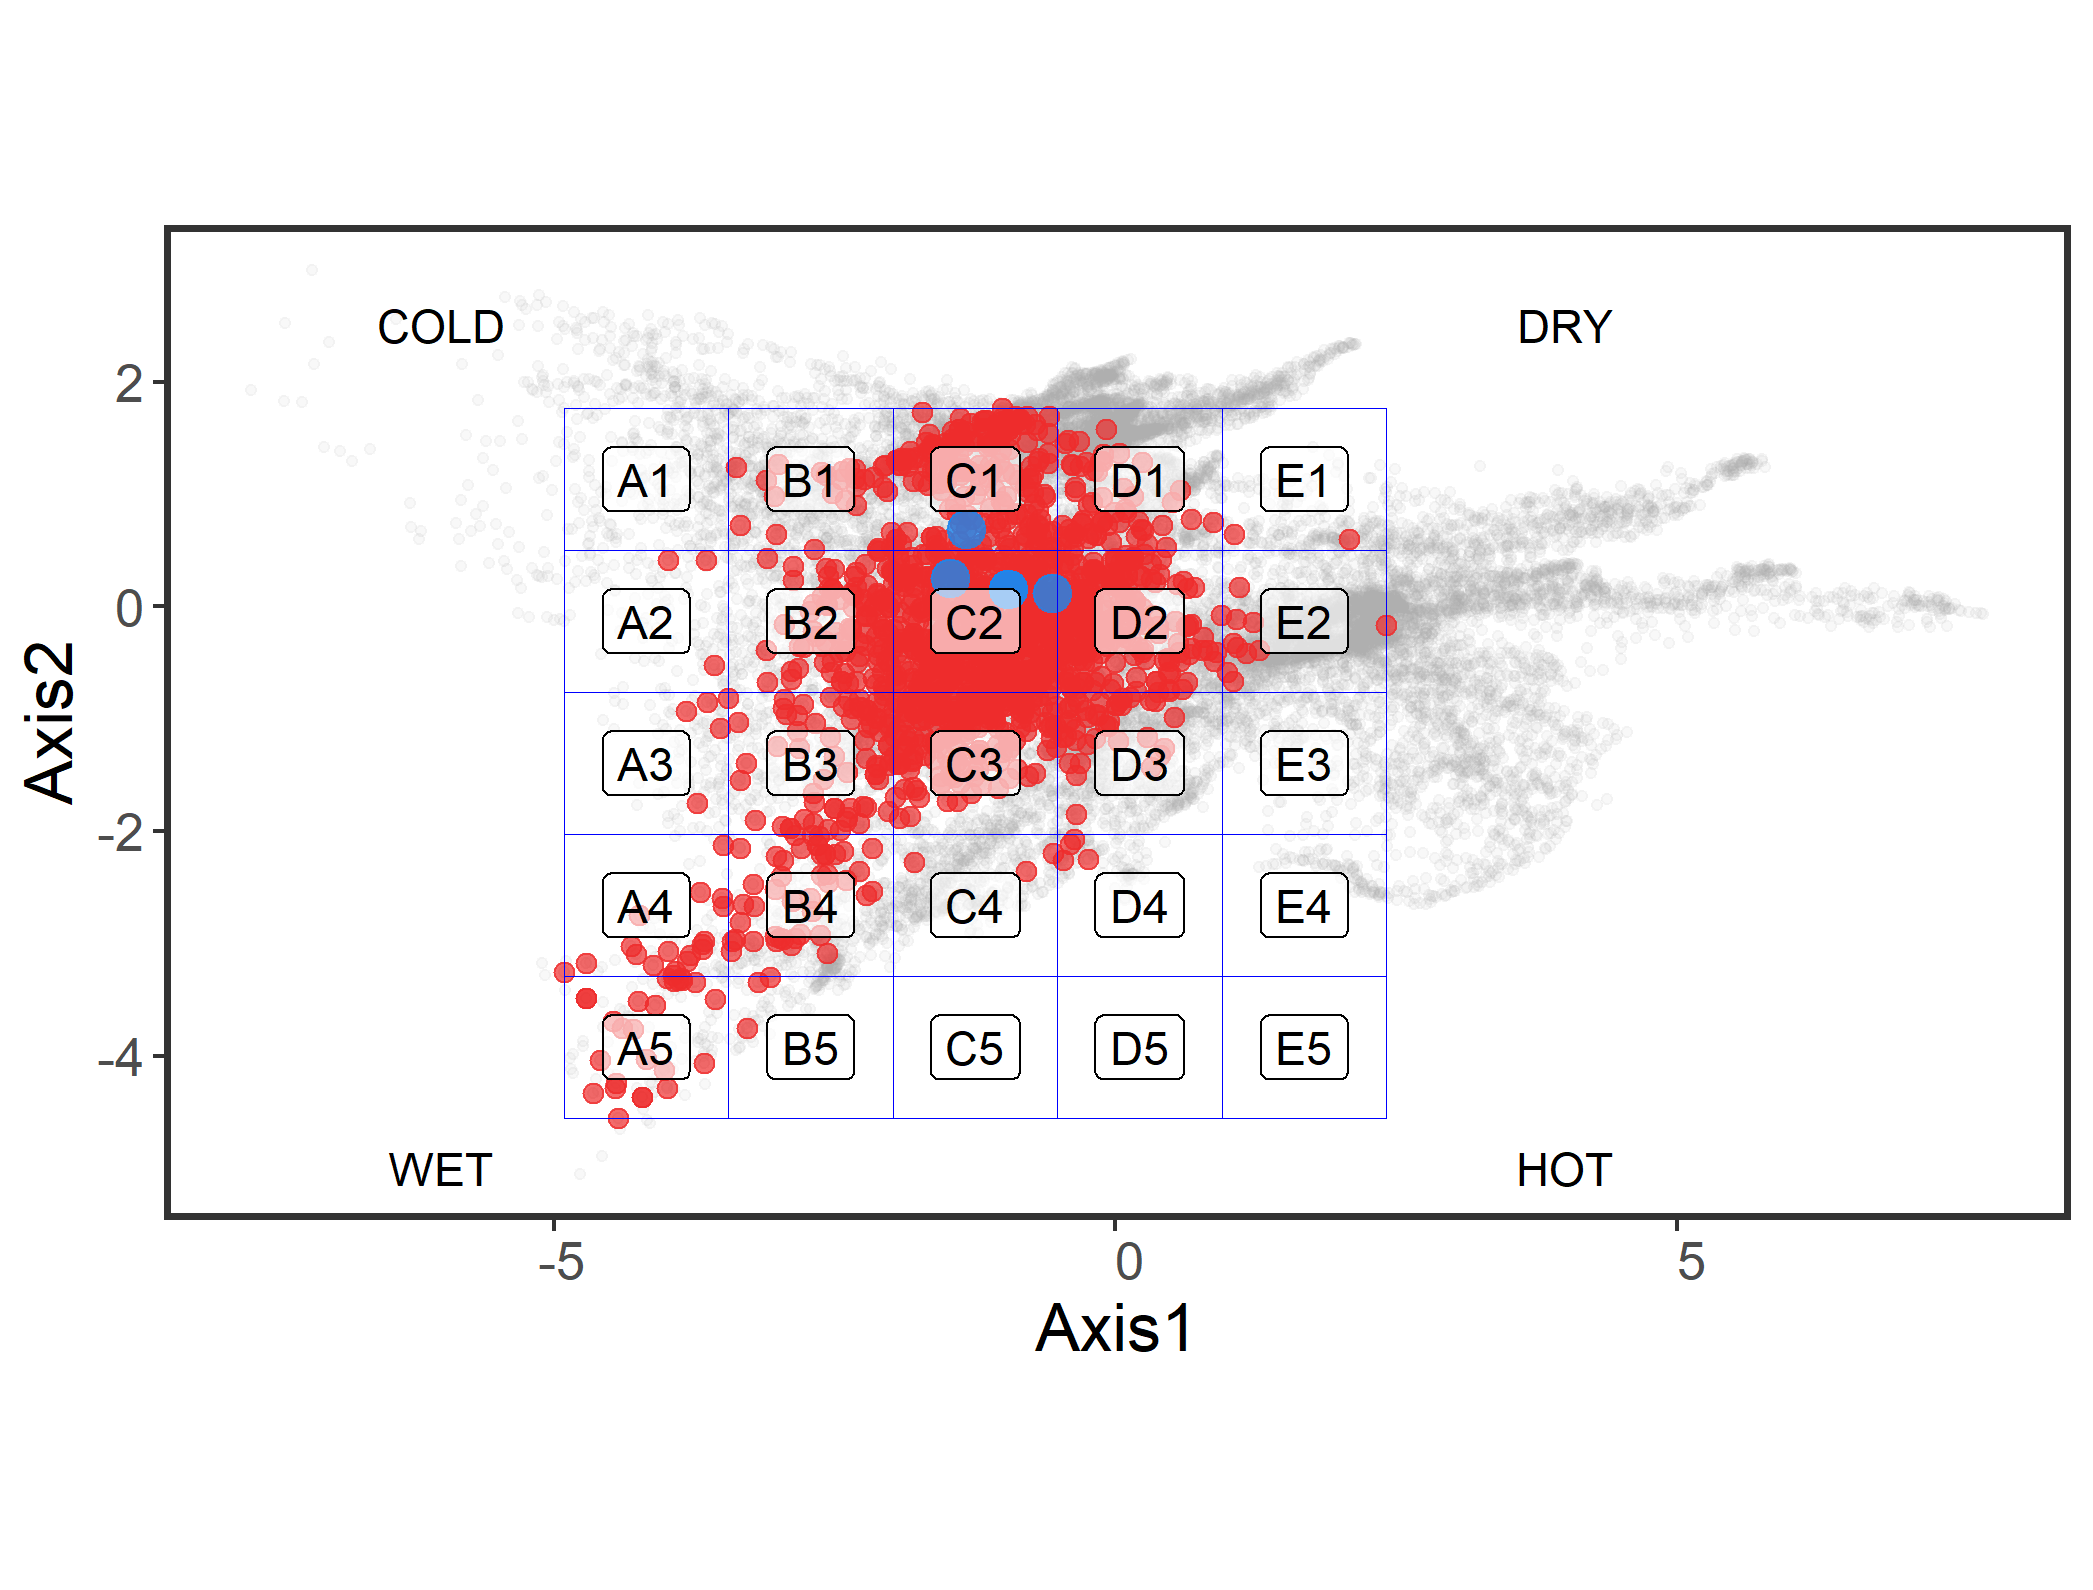 COLD DRY
2
A1 B1 C1 D1 E1
0
A2 B2 C2 D2 E2
Axis2
A3 B3 C3 D3 E3
-2
A4 B4 C4 D4 E4
-4
A5 B5 C5 D5 E5
WET HOT
-5 0 5
Axis1